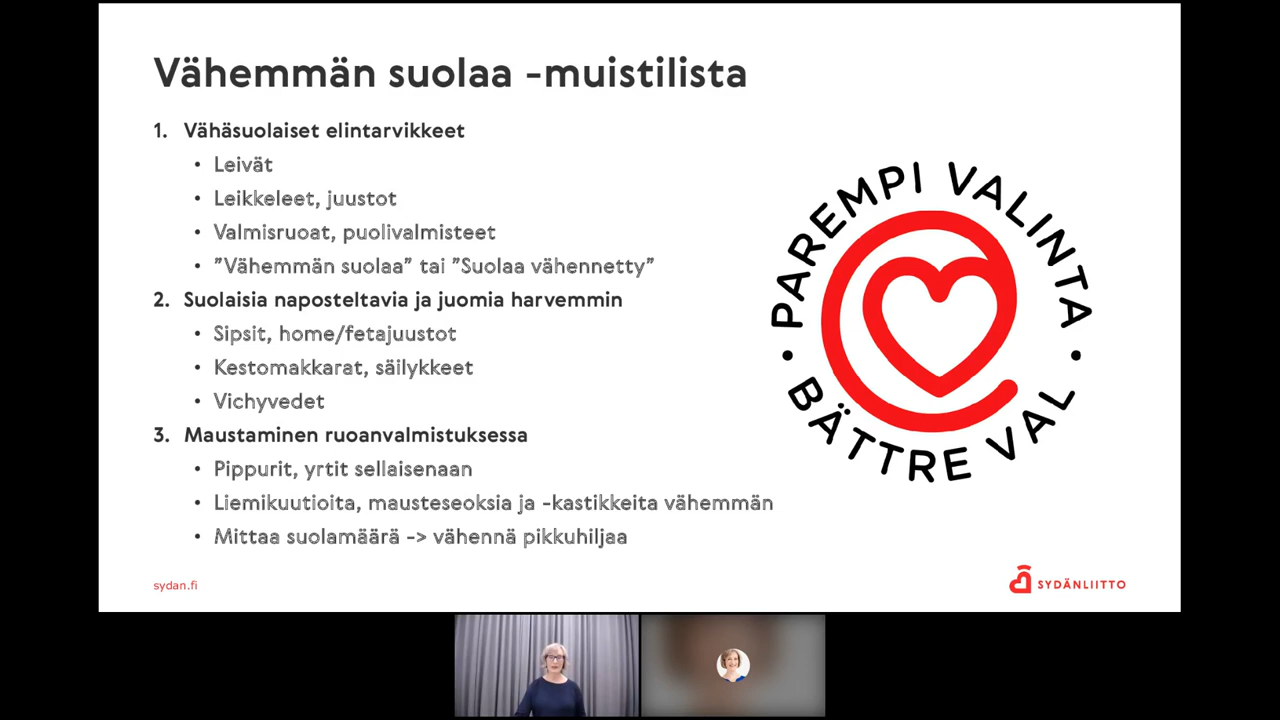 Vähemmän suolaa -muistilista
1. Vähäsuolaiset elintarvikkeet
• Leivät
• Leikkeleet, juustot
• Valmisruoat, puolivalmisteet
• ”Vähemmän suolaa” tai ”Suolaa vähennetty”
2. Suolaisia naposteltavia ja juomia harvemmin
• Sipsit, home/fetajuustot
• Kestomakkarat, säilykkeet
• Vichyvedet
3. Maustaminen ruoanvalmistuksessa
• Pippurit, yrtit sellaisenaan
• Liemikuutioita, mausteseoksia ja -kastikkeita vähemmän
• Mittaa suolamäärä -> vähennä pikkuhiljaa
PAREMPI VALINTA
• BÄTTRE VAL •
sydan.fi
SYDÄNLIITTO